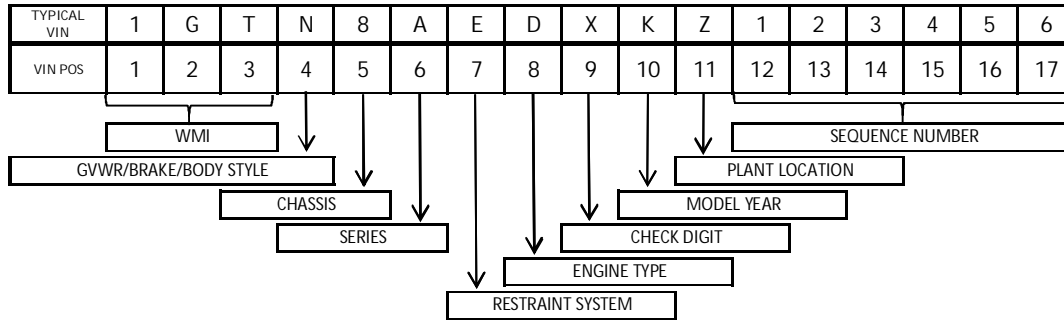 TYPICAL VIN 1 G T N 8 A E D X K Z 1 2 3 4 5 6
VIN POS 1 2 3 4 5 6 7 8 9 10 11 12 13 14 15 16 17
WMI SEQUENCE NUMBER
GVWR/BRAKE/BODY STYLE PLANT LOCATION
CHASSIS MODEL YEAR
SERIES CHECK DIGIT
ENGINE TYPE
RESTRAINT SYSTEM